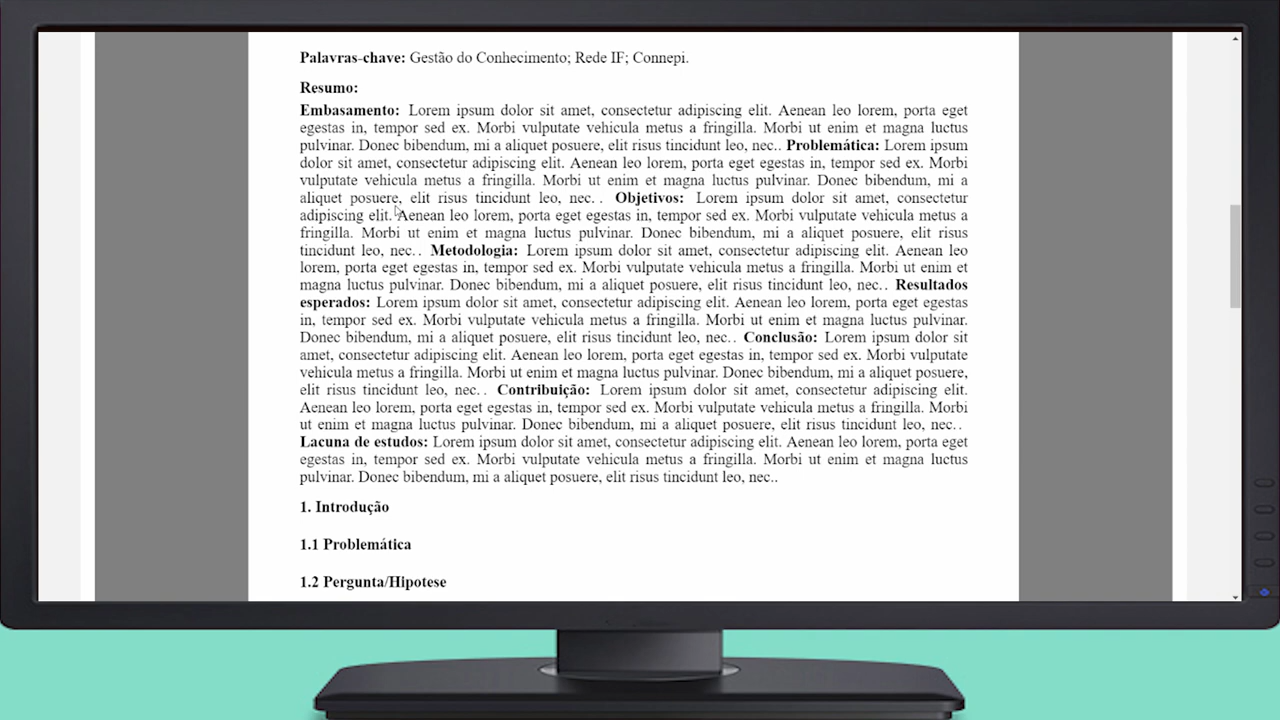 Palavras-chave: Gestão do Conhecimento; Rede IF; Connepi.
Resumo:
Embasamento: Lorem ipsum dolor sit amet, consectetur adipiscing elit. Aenean leo lorem, porta eget
egestas in, tempor sed ex. Morbi vulputate vehicula metus a fringilla. Morbi ut enim et magna luctus
pulvinar. Donec bibendum, mi a aliquet posuere, elit risus tincidunt leo, nec.. Problemática: Lorem ipsum
dolor sit amet, consectetur adipiscing elit. Aenean leo lorem, porta eget egestas in, tempor sed ex. Morbi
vulputate vehicula metus a fringilla. Morbi ut enim et magna luctus pulvinar. Donec bibendum, mi a
aliquet posuere, elit risus tincidunt leo, nec. . Objetivos: Lorem ipsum dolor sit amet, consectetur
adipiscing elit. Aenean leo lorem, porta eget egestas in, tempor sed ex. Morbi vulputate vehicula metus a
fringilla. Morbi ut enim et magna luctus pulvinar. Donec bibendum, mi a aliquet posuere, elit risus
tincidunt leo, nec. . Metodologia: Lorem ipsum dolor sit amet, consectetur adipiscing elit. Aenean leo
lorem, porta eget egestas in, tempor sed ex. Morbi vulputate vehicula metus a fringilla. Morbi ut enim et
magna luctus pulvinar. Donec bibendum, mi a aliquet posuere, elit risus tincidunt leo, nec. . Resultados
esperados: Lorem ipsum dolor sit amet, consectetur adipiscing elit. Aenean leo lorem, porta eget egestas
in, tempor sed ex. Morbi vulputate vehicula metus a fringilla. Morbi ut enim et magna luctus pulvinar.
Donec bibendum, mi a aliquet posuere, elit risus tincidunt leo, nec. . Conclusão: Lorem ipsum dolor sit
amet, consectetur adipiscing elit. Aenean leo lorem, porta eget egestas in, tempor sed ex. Morbi vulputate
vehicula metus a fringilla. Morbi ut enim et magna luctus pulvinar. Donec bibendum, mi a aliquet posuere,
elit risus tincidunt leo, nec. . Contribuição: Lorem ipsum dolor sit amet, consectetur adipiscing elit.
Aenean leo lorem, porta eget egestas in, tempor sed ex. Morbi vulputate vehicula metus a fringilla. Morbi
ut enim et magna luctus pulvinar. Donec bibendum, mi a aliquet posuere, elit risus tincidunt leo, nec. .
Lacuna de estudos: Lorem ipsum dolor sit amet, consectetur adipiscing elit. Aenean leo lorem, porta eget
egestas in, tempor sed ex. Morbi vulputate vehicula metus a fringilla. Morbi ut enim et magna luctus
pulvinar. Donec bibendum, mi a aliquet posuere, elit risus tincidunt leo, nec..
1. Introdução
1.1 Problemática
1.2 Pergunta/Hipotese